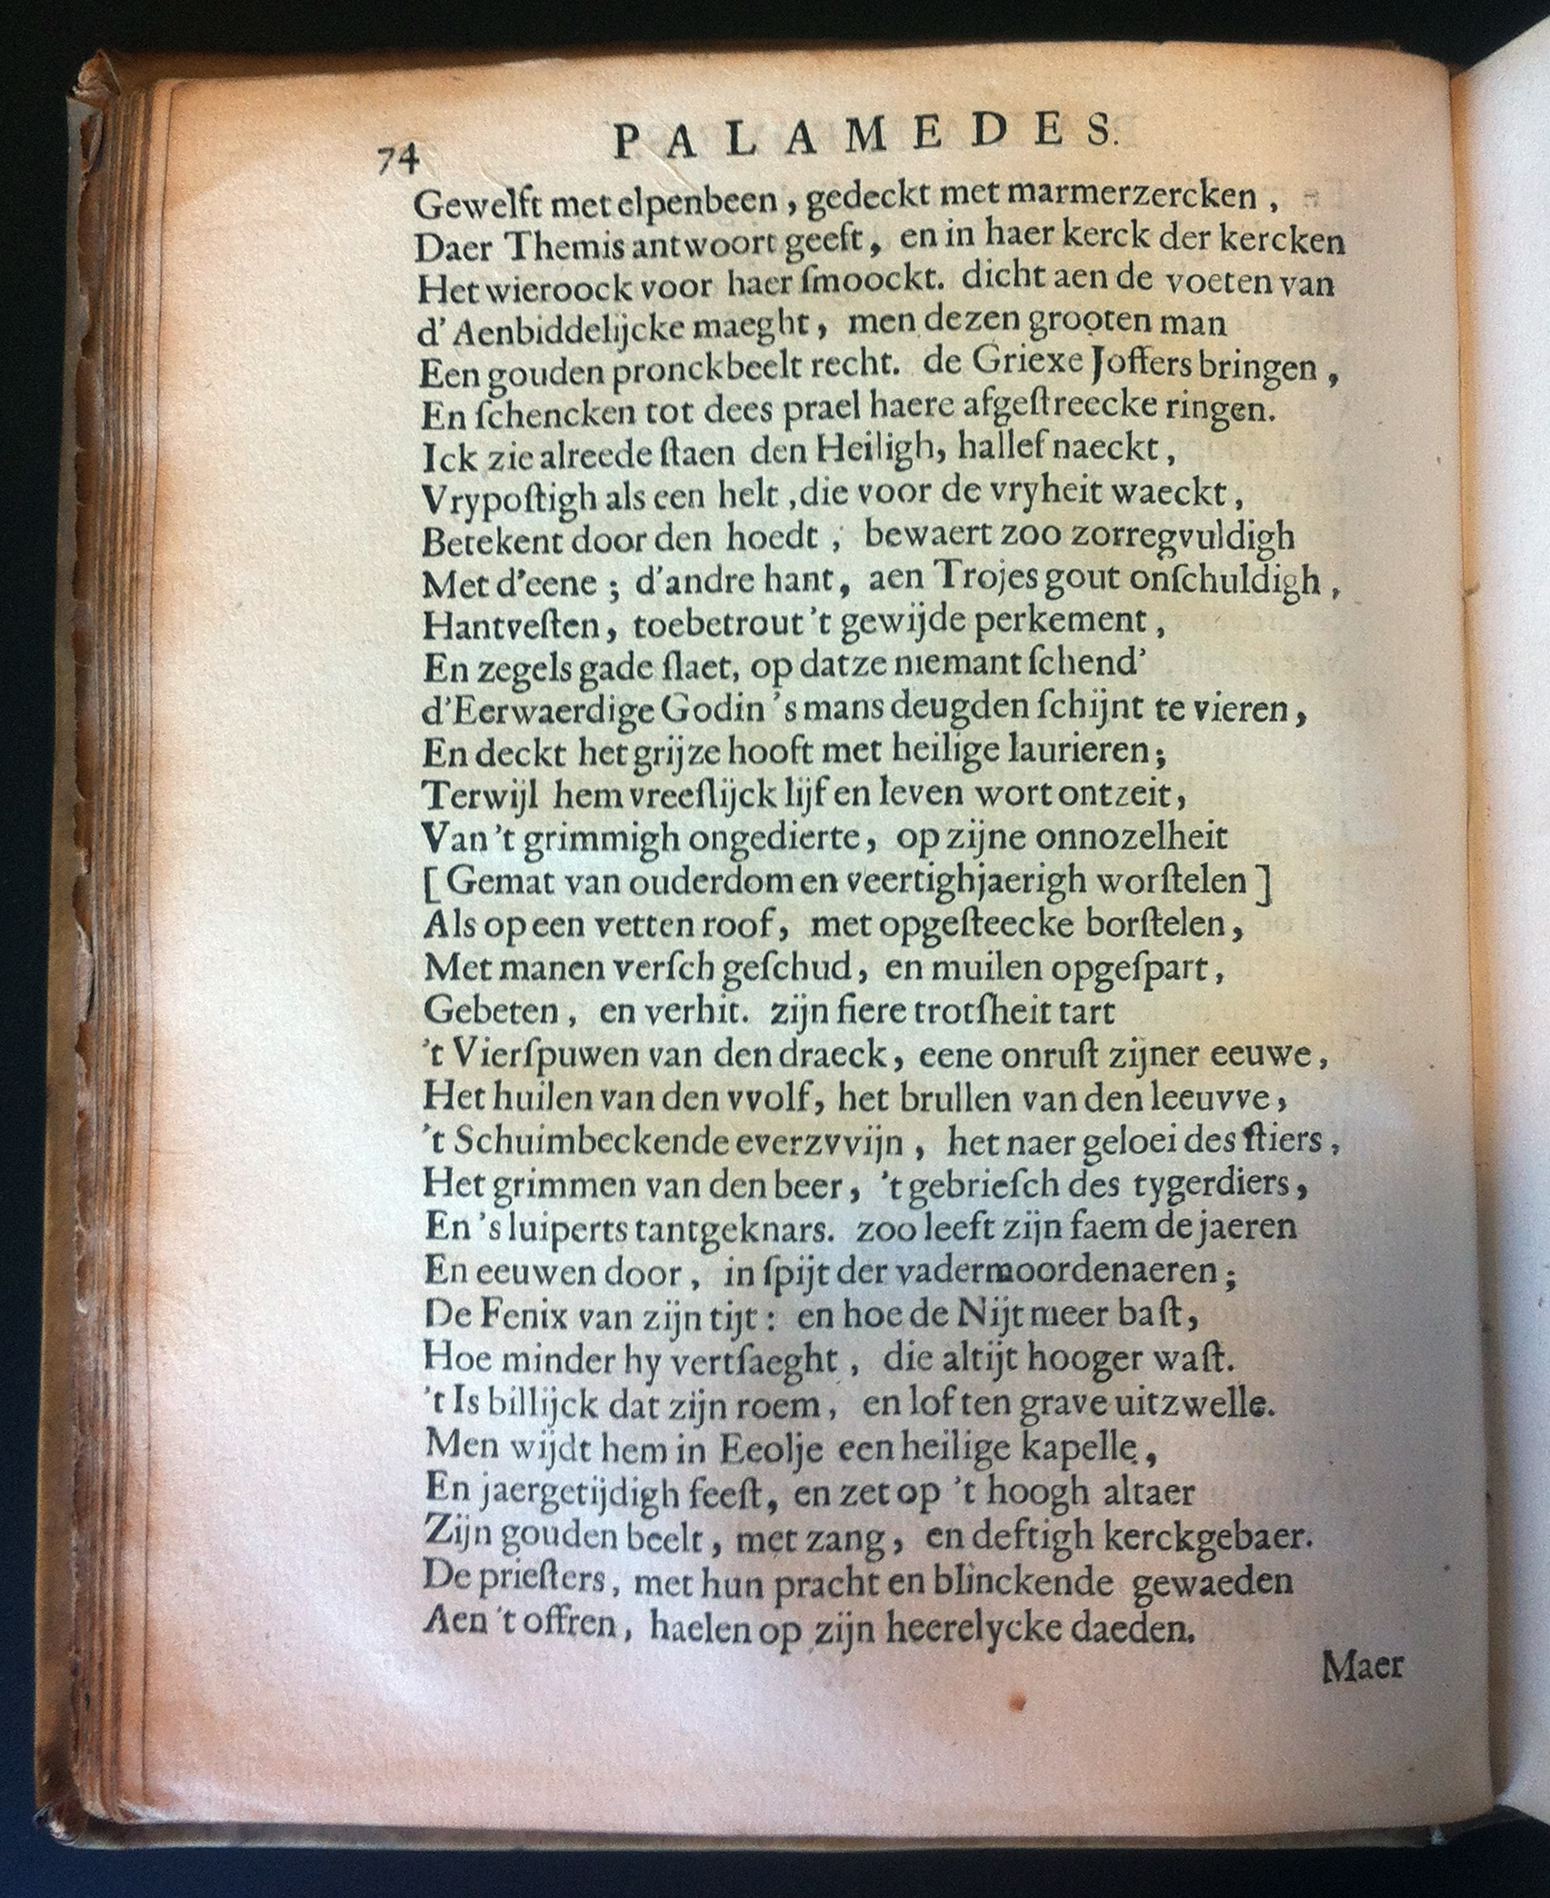 74 PALAMEDES.
Gewelft met elpenbeen, gedeckt met marmerzercken,
Daer Themis antwoort geeft, en in haer kerck der kercken
Het wieroock voor haer ſmoockt. dicht aen de voeten van
d'Aenbiddelijcke maeght, men dezen grooten man
Een gouden pronckbeelt recht. de Griexe Joffers bringen,
En ſchencken tot dees prael haere afgeſtreecke ringen.
Ick zie alreede ſtaen den Heiligh, hallef naeckt,
Vrypoſtigh als een helt, die voor de vryheit waeckt,
Betekent door den hoedt, bewaert zoo zorregvuldigh
Met d'eene; d'andre hant, aen Trojes gout onſchuldigh,
Hantveſten, toebetrout 't gewijde perkement,
En zegels gade ſlaet, op datze niemant ſchend'
d'Eerwaerdige Godin 's mans deugden ſchijnt te vieren,
En deckt het grijze hooft met heilige laurieren;
Terwijl hem vreeſlijck lijf en leven wort ontzeit,
Van 't grimmigh ongedierte, op zijne onnozelheit
[ Gemat van ouderdom en veertighjaerigh worſtelen ]
Als op een vetten roof, met opgeſteecke borſtelen,
Met manen verſch geſchud, en muilen opgeſpart,
Gebeten, en verhit. zijn fiere trotſheit tart
't Vierſpuwen van den draeck, eene onruſt zijner eeuwe,
Het huilen van den vvolf, het brullen van den leeuvve,
't Schuimbeckende everzvvijn, het naer geloei des ſtiers,
Het grimmen van den beer, 't gebrieſch des tygerdiers,
En 's luiperts tantgeknars. zoo leeft zijn faem de jaeren
En eeuwen door, in ſpijt der vadermoordenaeren;
De Fenix van zijn tijt: en hoe de Nijt meer baſt,
Hoe minder hy vertſaeght, die altijt hooger waſt.
't Is billijck dat zijn roem, en lof ten grave uitzwelle.
Men wijdt hem in Eeolje een heilige kapelle,
En jaergetijdigh feeſt, en zet op 't hoogh altaer
Zijn gouden beelt, met zang, en deftigh kerckgebaer.
De prieſters, met hun pracht en blinckende gewaeden
Aen 't offren, haelen op zijn heerelycke daeden.
Maer